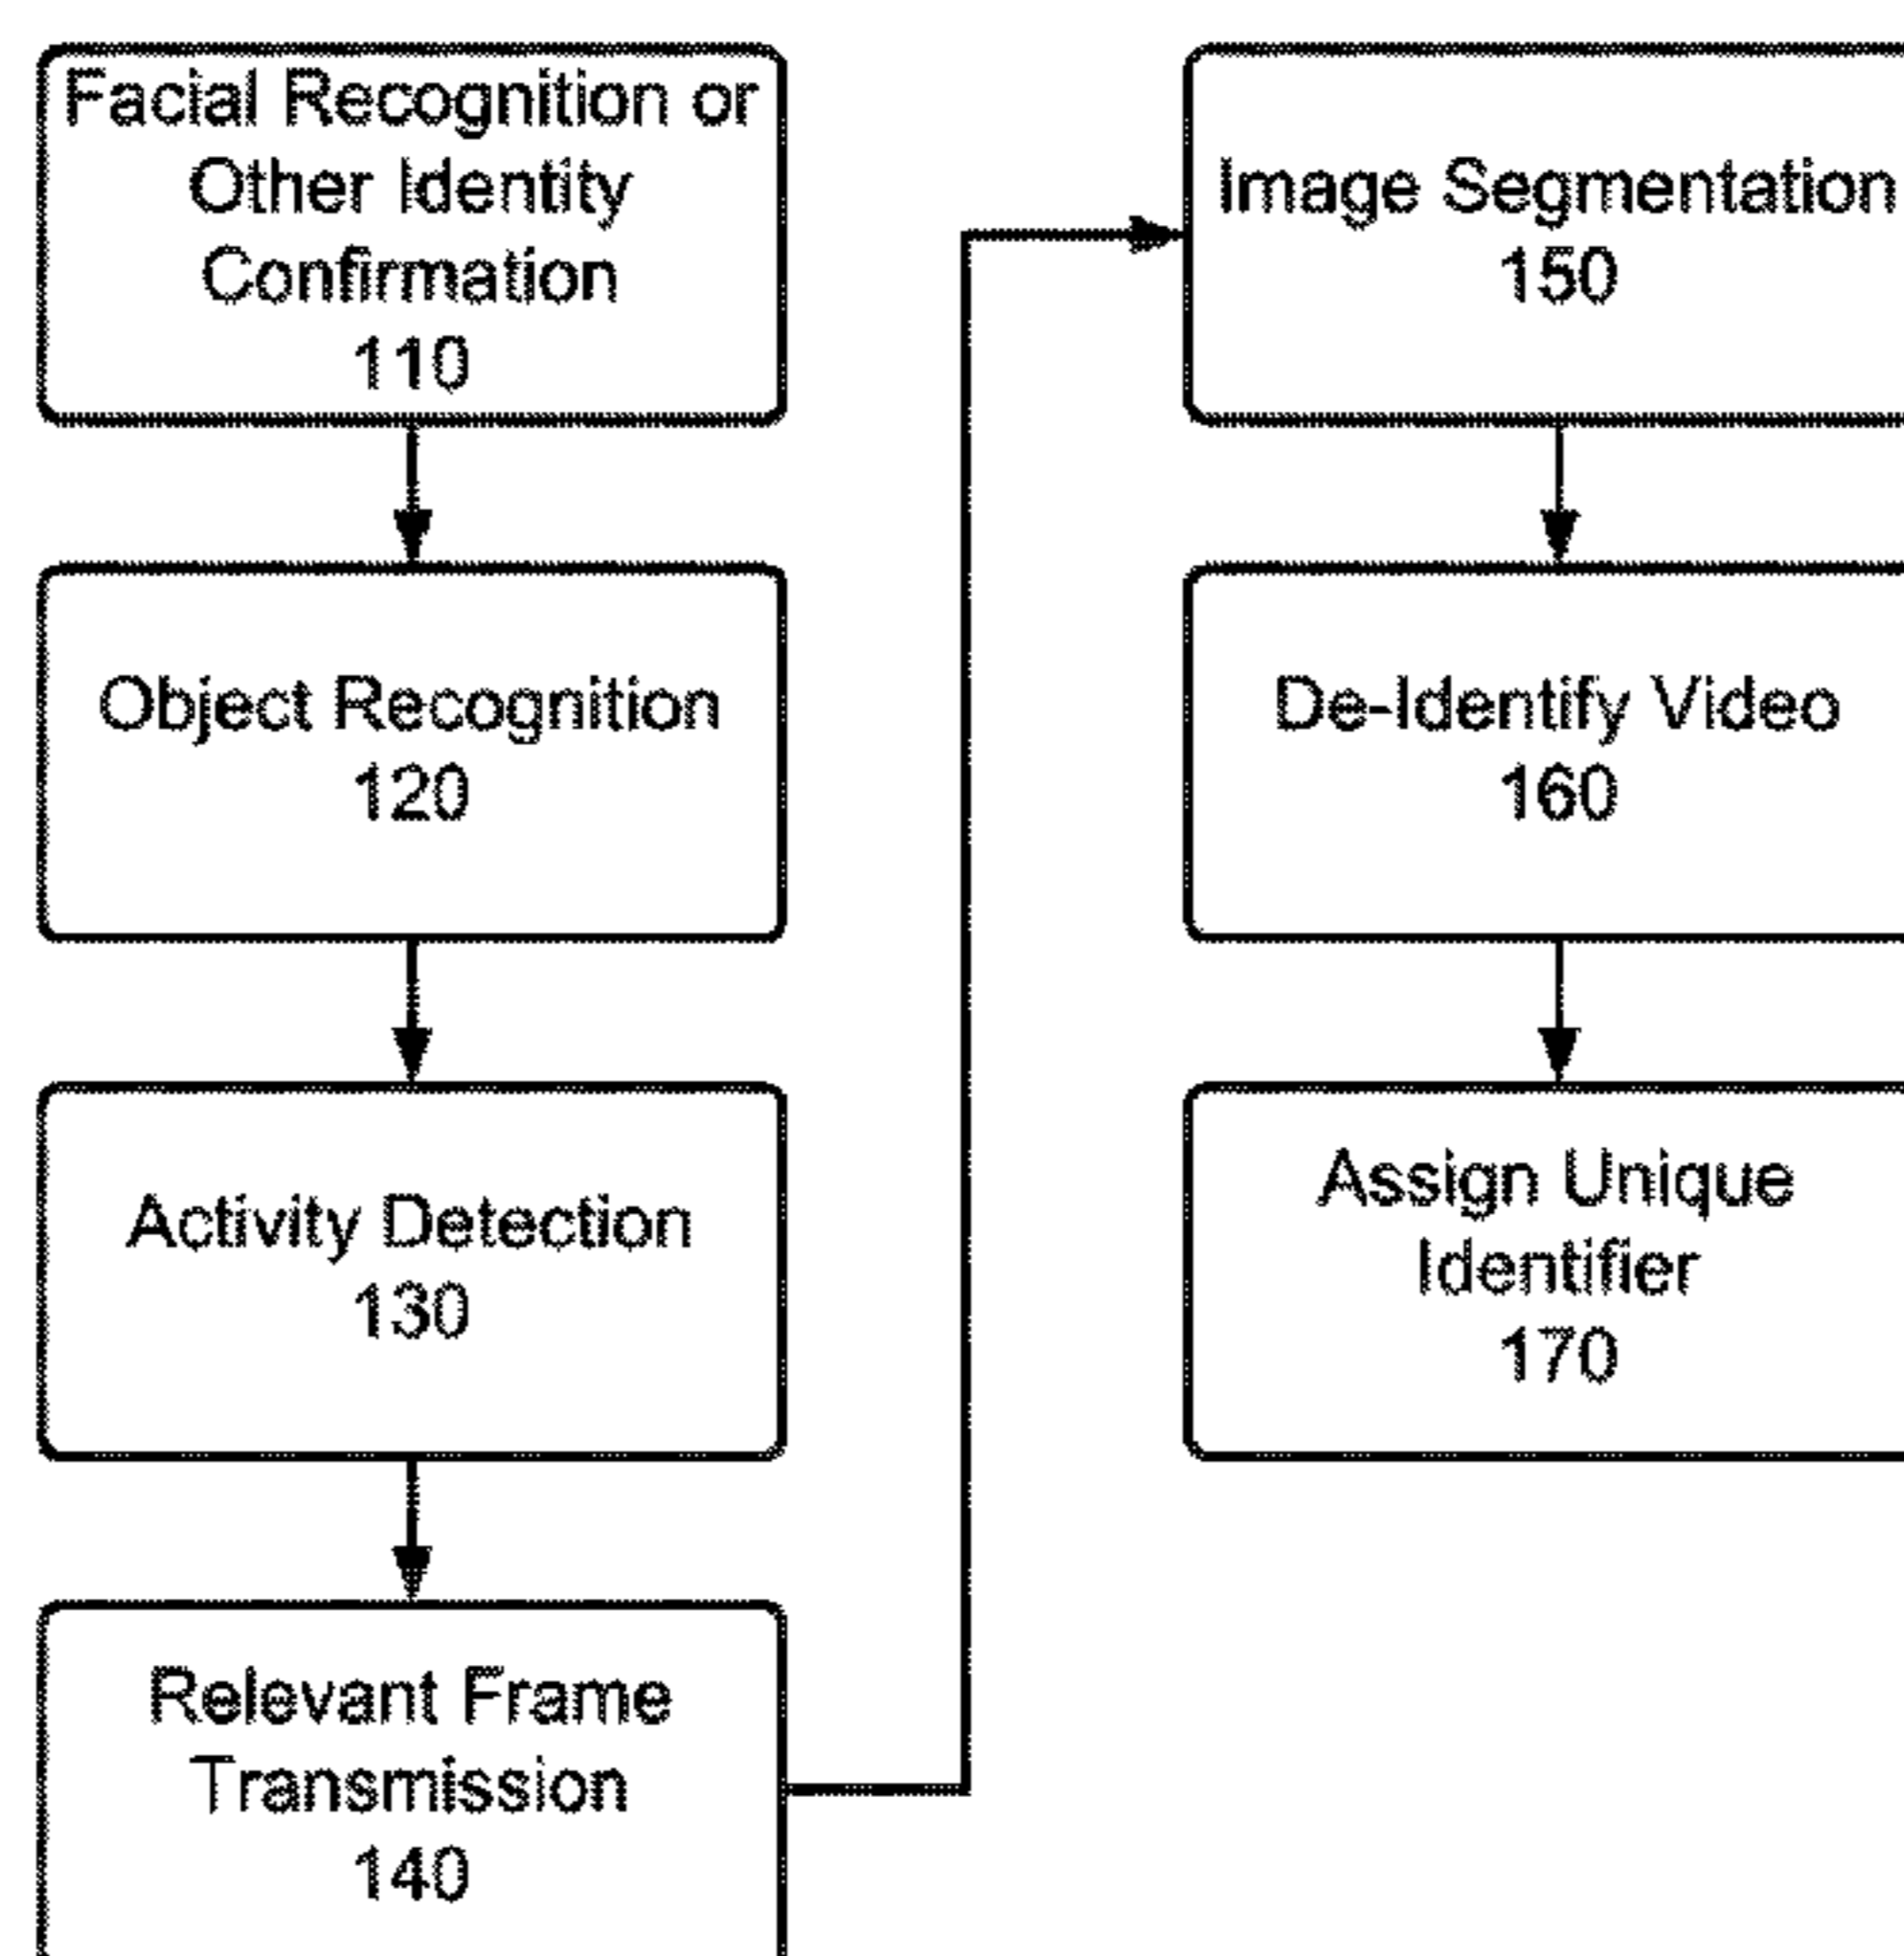 Facial Recognition or
Other Identity
Confirmation
110
Object Recognition
120
Activity Detection
130
Relevant Frame
Transmission
140
Image Segmentation
150
De-Identify Video
160
Assign Unique
Identifier
170